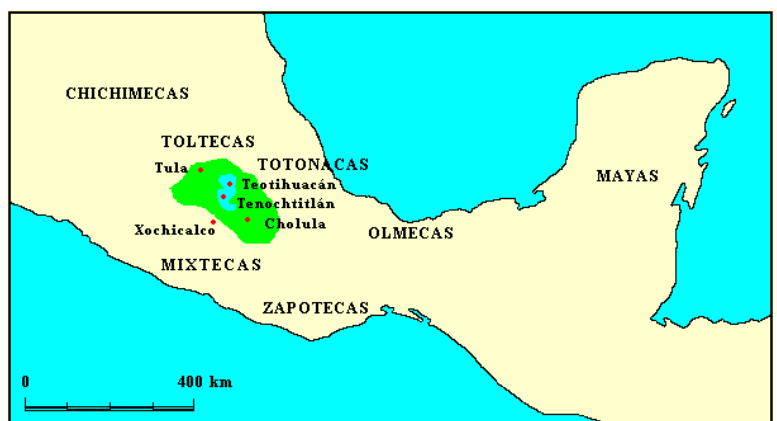 CHICHIMECAS
TOLTECAS
TOTONACAS
Tula
MAYAS
Teotihuacán
Tenochtitlán
Cholula
Xochicalco
OLMECAS
MIXTECAS
ZAPOTECAS
0 400 km